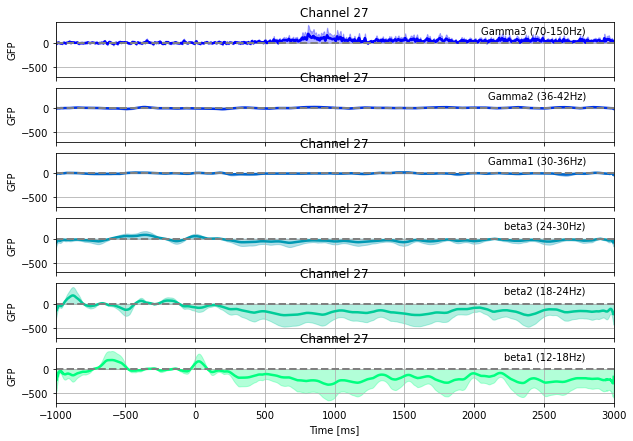 Channel 27
Gamma3 (70-150Hz)
GFP
0
−500
Channel 27
Gamma2 (36-42Hz)
GFP
0
−500
Channel 27
Gamma1 (30-36Hz)
GFP
0
−500
Channel 27
beta3 (24-30Hz)
GFP
0
−500
Channel 27
beta2 (18-24Hz)
GFP
0
−500
Channel 27
beta1 (12-18Hz)
GFP
0
−500
−1000 −500 0 500 1000 1500 2000 2500 3000
Time [ms]